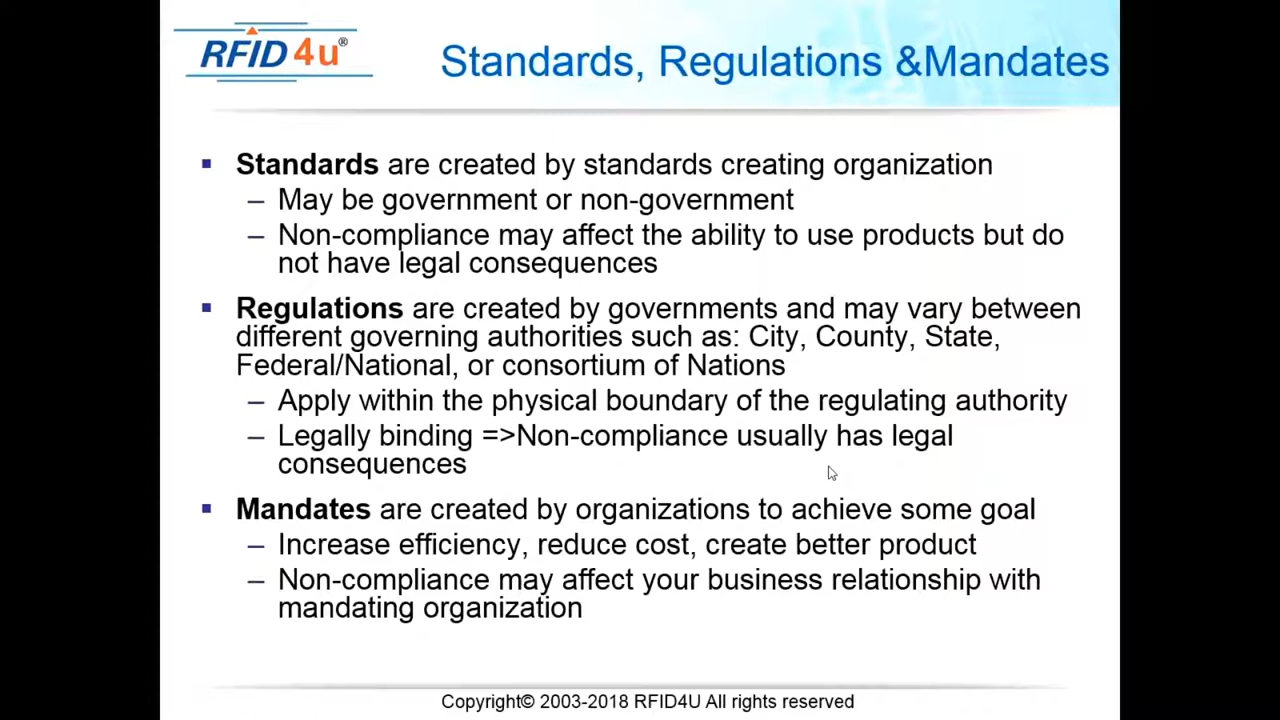 RFID4u®
Standards, Regulations &Mandates
▪ Standards are created by standards creating organization
– May be government or non-government
– Non-compliance may affect the ability to use products but do
not have legal consequences
▪ Regulations are created by governments and may vary between
different governing authorities such as: City, County, State,
Federal/National, or consortium of Nations
– Apply within the physical boundary of the regulating authority
– Legally binding =>Non-compliance usually has legal
consequences
▪ Mandates are created by organizations to achieve some goal
– Increase efficiency, reduce cost, create better product
– Non-compliance may affect your business relationship with
mandating organization
Copyright© 2003-2018 RFID4U All rights reserved